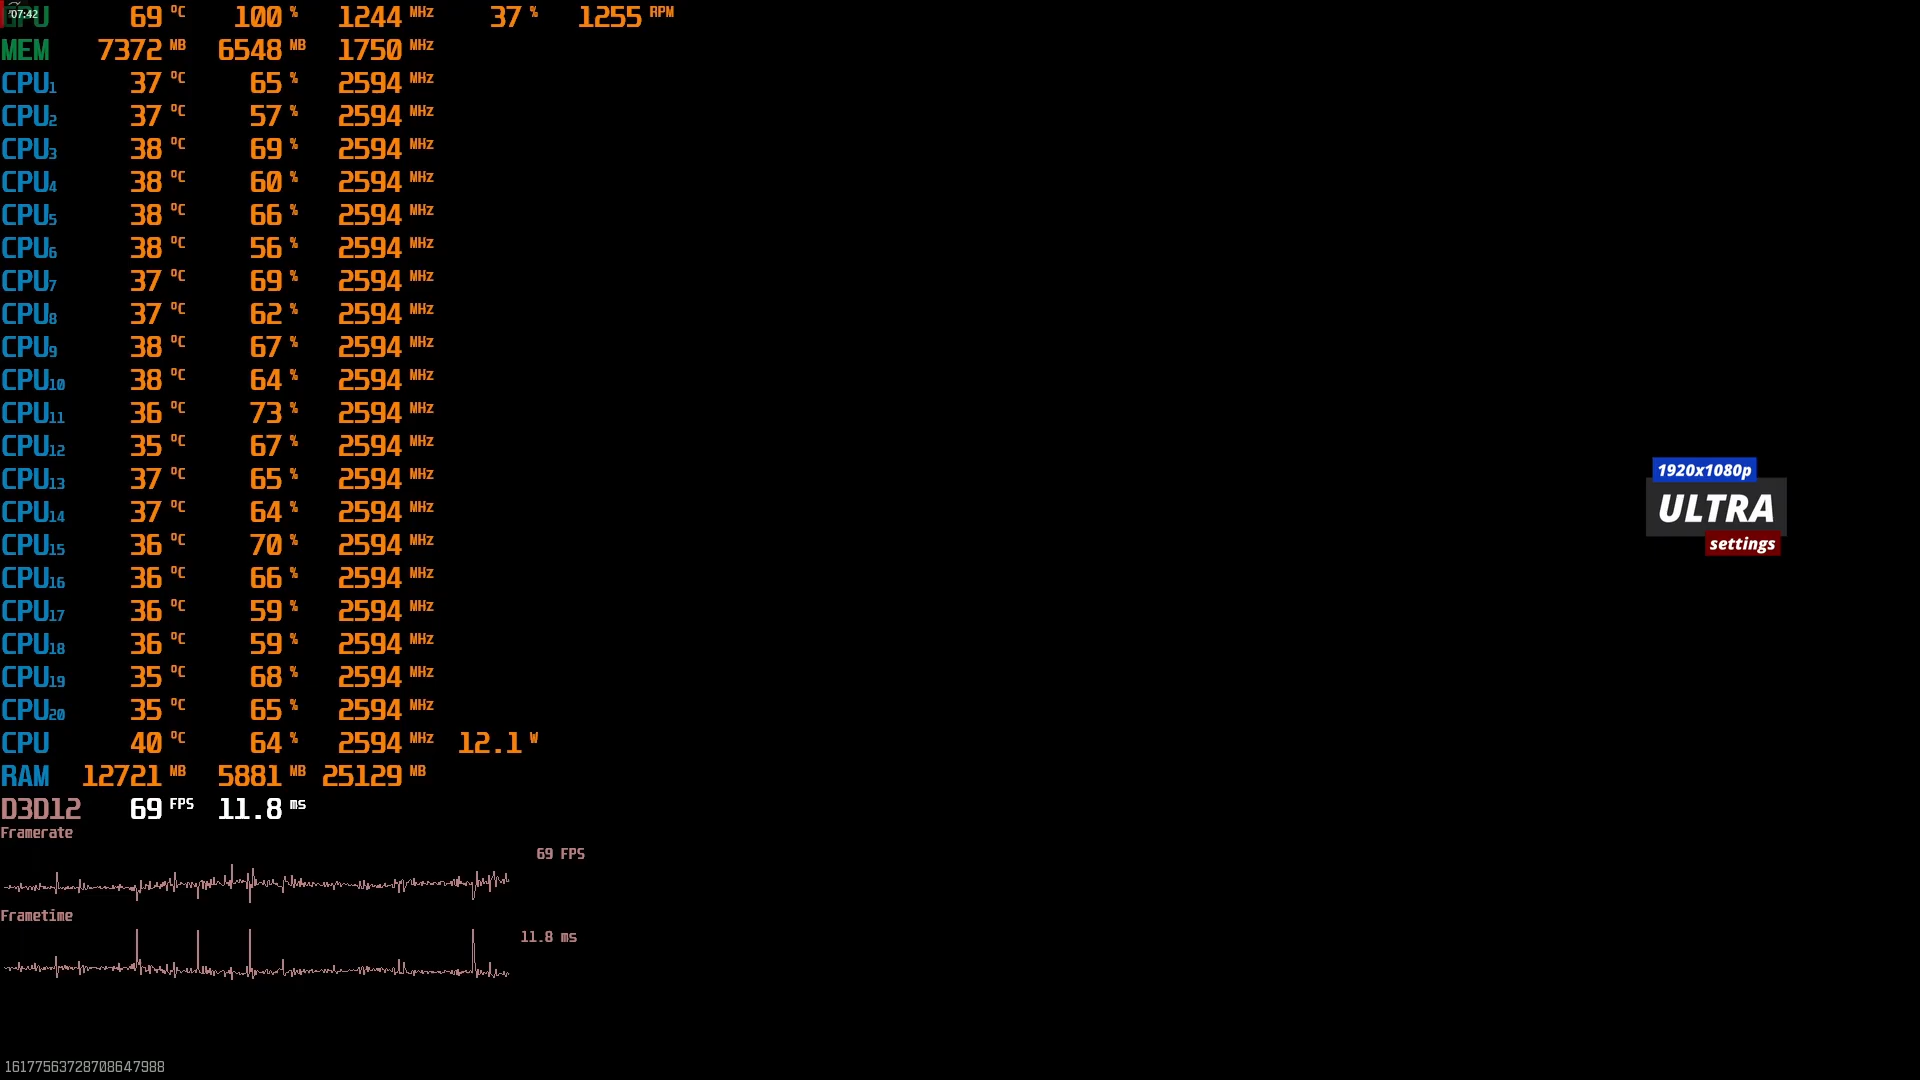 GPU 69 °C 100 % 1244 MHz 37 % 1255 RPM
07:42
MEM 7372 MB 6548 MB 1750 MHz
CPU1 37 °C 65 % 2594 MHz
CPU2 37 °C 57 % 2594 MHz
CPU3 38 °C 69 % 2594 MHz
CPU4 38 °C 60 % 2594 MHz
CPU5 38 °C 66 % 2594 MHz
CPU6 38 °C 56 % 2594 MHz
CPU7 37 °C 69 % 2594 MHz
CPU8 37 °C 62 % 2594 MHz
CPU9 38 °C 67 % 2594 MHz
CPU10 38 °C 64 % 2594 MHz
CPU11 36 °C 73 % 2594 MHz
CPU12 35 °C 67 % 2594 MHz
CPU13 37 °C 65 % 2594 MHz
CPU14 37 °C 64 % 2594 MHz
CPU15 36 °C 70 % 2594 MHz
CPU16 36 °C 66 % 2594 MHz
CPU17 36 °C 59 % 2594 MHz
CPU18 36 °C 59 % 2594 MHz
CPU19 35 °C 68 % 2594 MHz
CPU20 35 °C 65 % 2594 MHz
CPU 40 °C 64 % 2594 MHz 12.1 W
RAM 12721 MB 5881 MB 25129 MB
D3D12 69 FPS 11.8 ms
Framerate
69 FPS
Frametime
11.8 ms
16177563728708647988
1920x1080p
ULTRA
settings